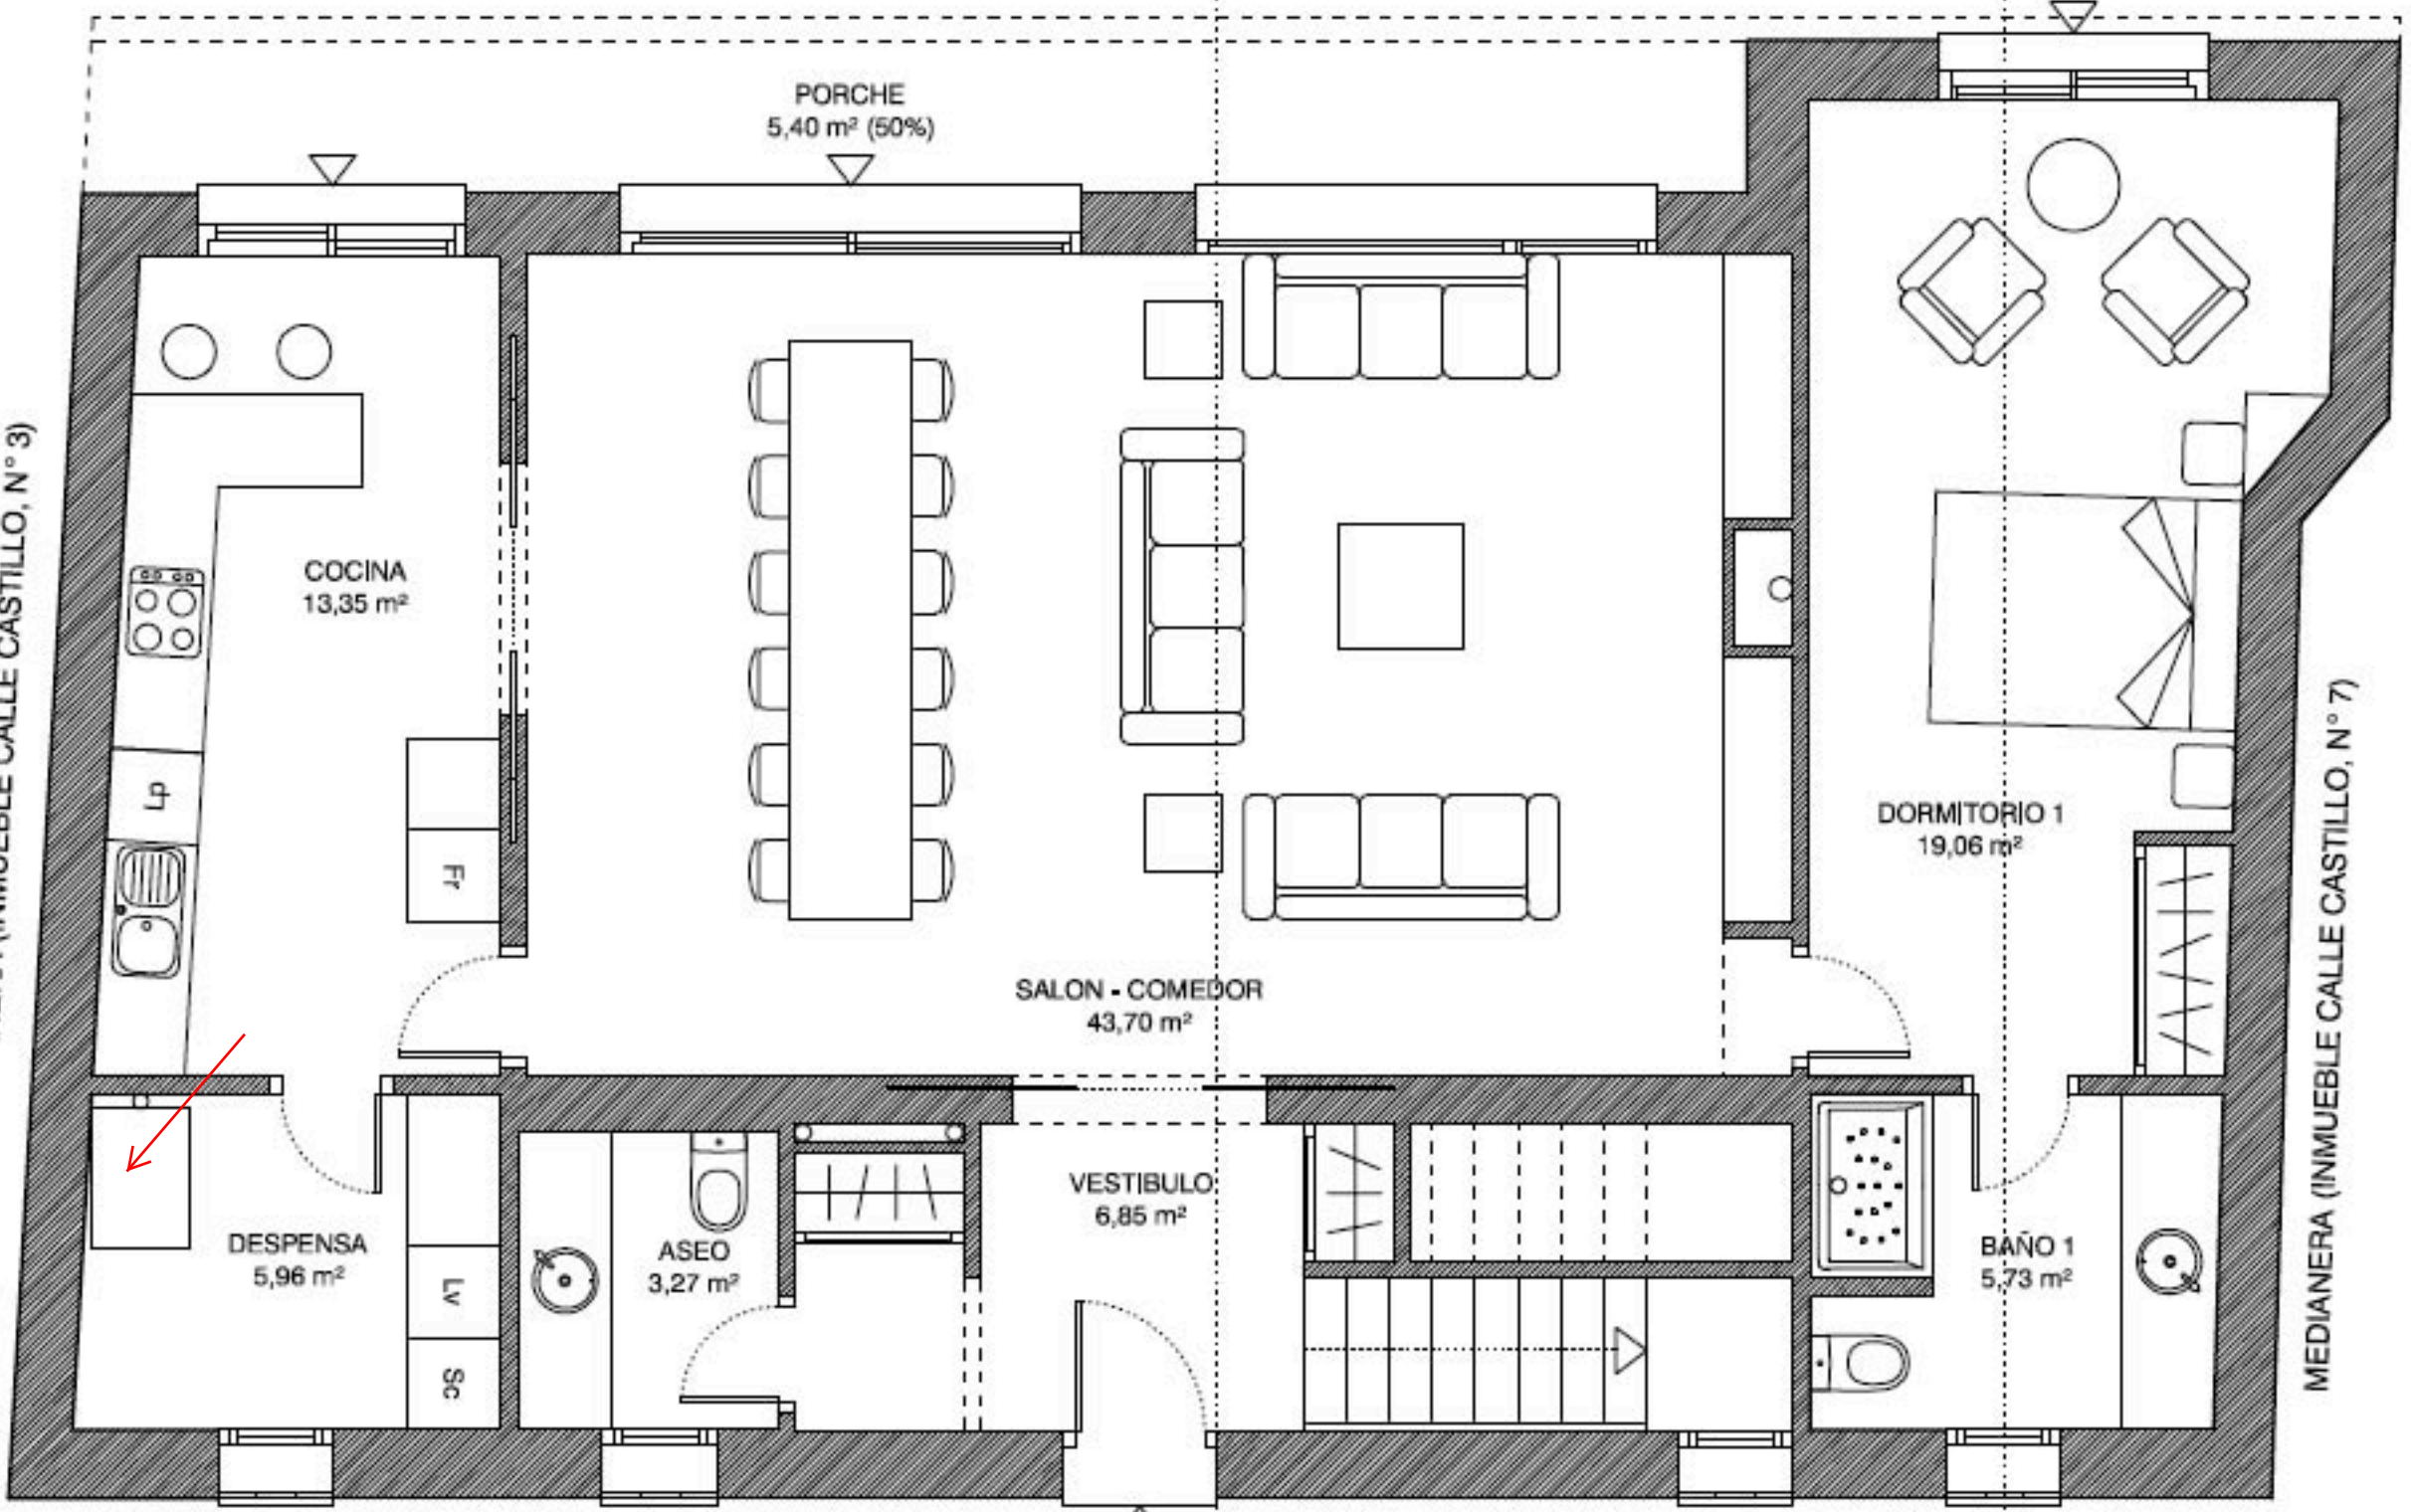 PORCHE
5,40 m² (50%)
COCINA
13,35 m²
Lp
Fr
SALON - COMEDOR
43,70 m²
DORMITORIO 1
19,06 m²
DESPENSA
5,96 m²
Lv
Sc
ASEO
3,27 m²
VESTIBULO
6,85 m²
BAÑO 1
5,73 m²
(INMUEBLE CALLE CASTILLO, N° 3)
MEDIANERA (INMUEBLE CALLE CASTILLO, N° 7)